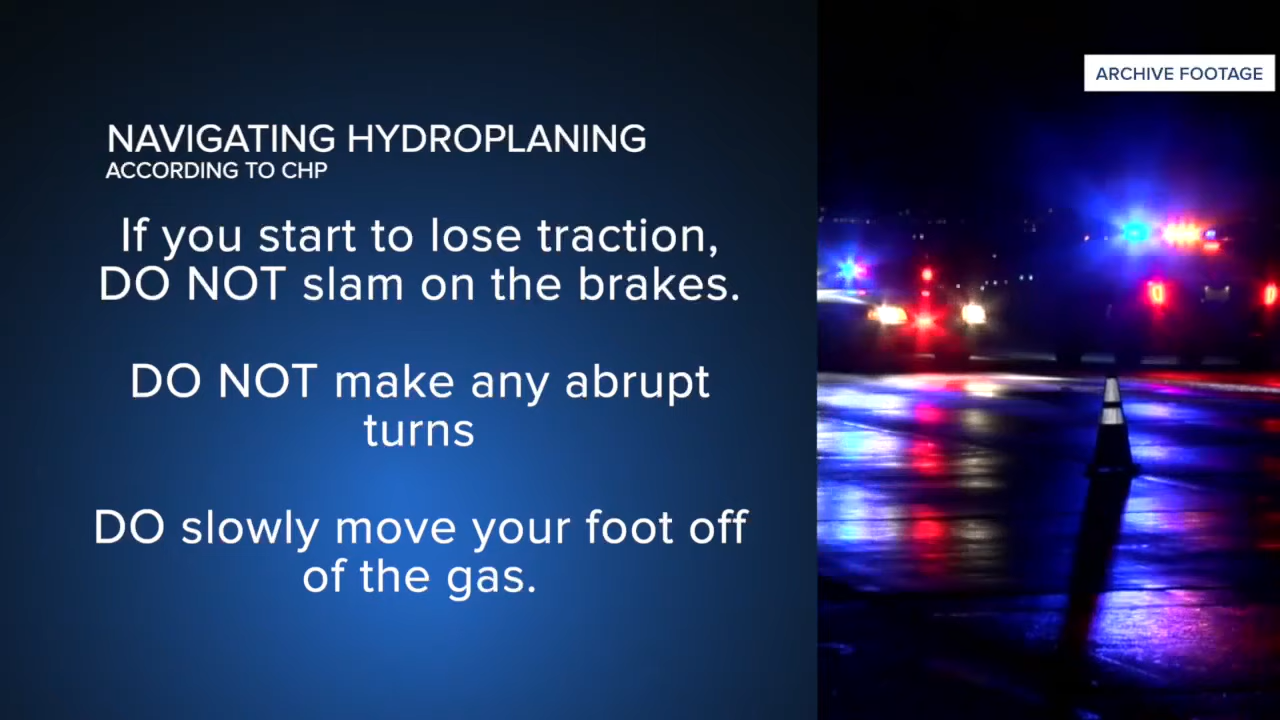 ARCHIVE FOOTAGE
NAVIGATING HYDROPLANING
ACCORDING TO CHP
If you start to lose traction,
DO NOT slam on the brakes.
DO NOT make any abrupt
turns
DO slowly move your foot off
of the gas.